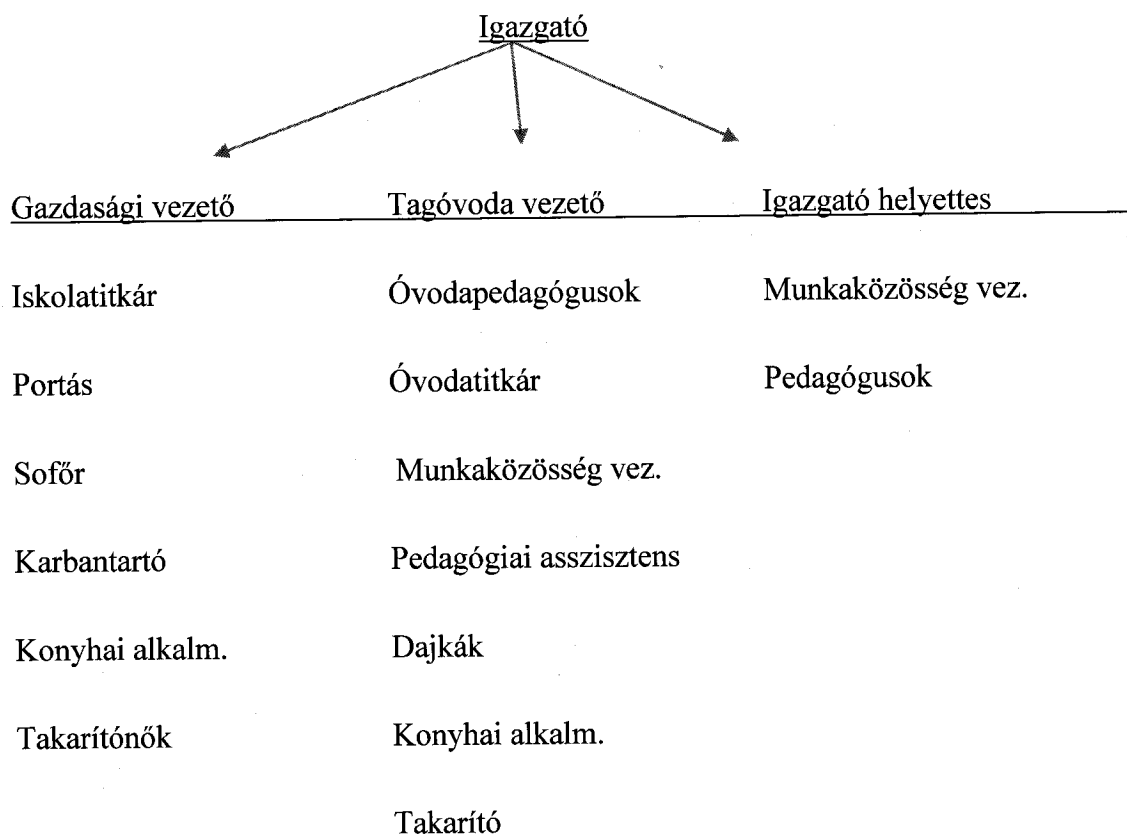 Igazgató
Gazdasági vezető Tagóvoda vezető Igazgató helyettes
Iskolatitkár Óvodapedagógusok Munkaközösség vez.
Portás Óvodatitkár Pedagógusok
Sofőr Munkaközösség vez.
Karbantartó Pedagógiai asszisztens
Konyhai alkalm. Dajkák
Takarítónők Konyhai alkalm.
Takarító